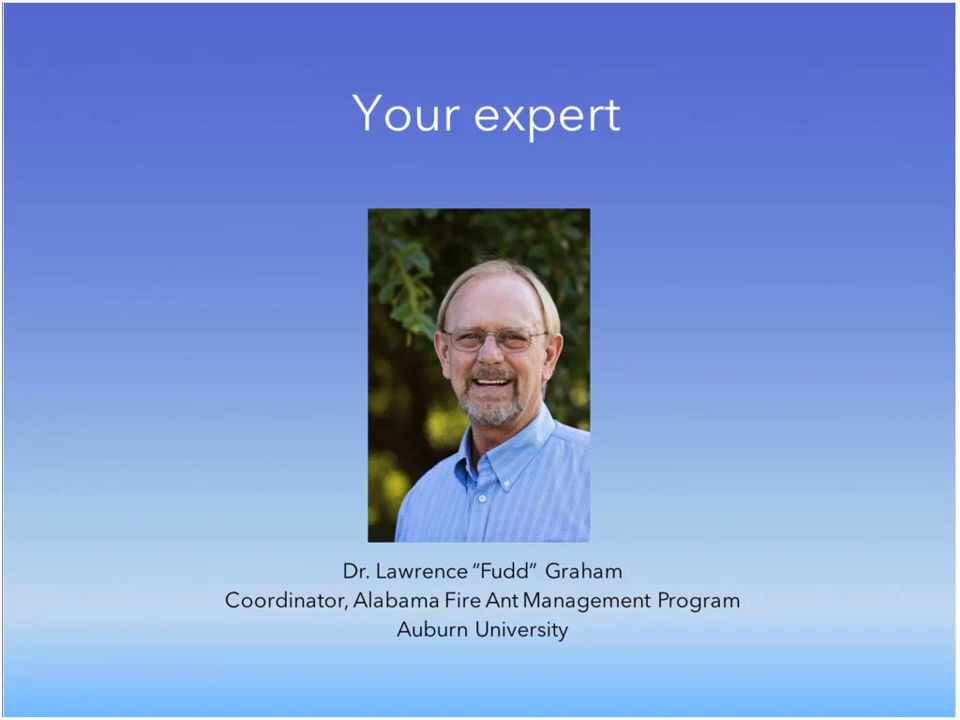 Your expert
Dr. Lawrence “Fudd” Graham
Coordinator, Alabama Fire Ant Management Program
Auburn University